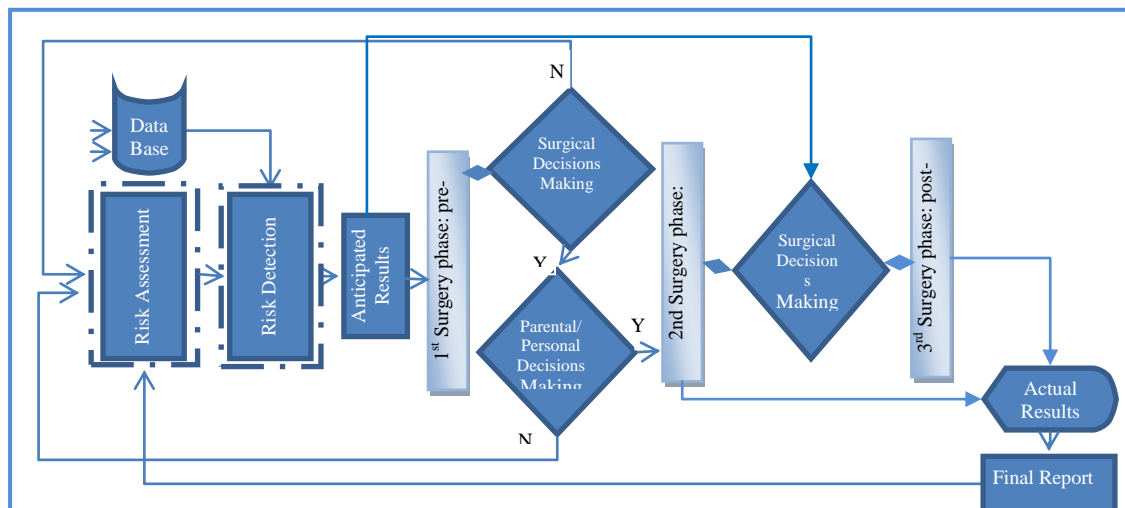 N
Data
Base
Surgical
Decisions
Making
Risk Assessment
Risk Detection
Anticipated
Results
1st Surgery phase: pre-
Y
Parental/
Personal
Decisions
Making
N
Y
2nd Surgery phase:
Surgical
Decision
s
Making
3rd Surgery phase: post-
Actual
Results
Final Report